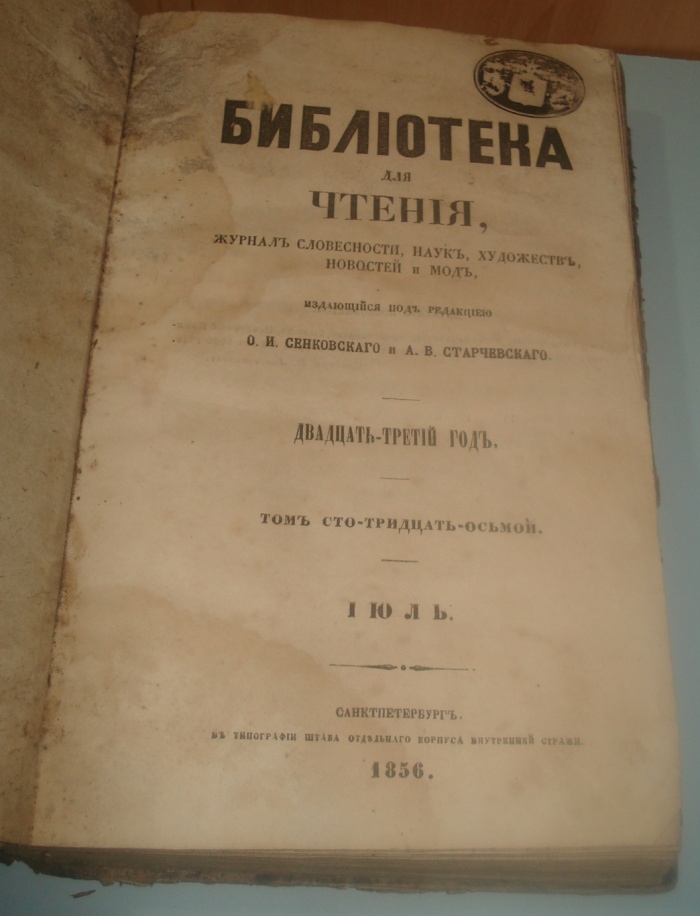 БИБЛІОТЕКА
ДЛЯ
ЧТЕНІЯ,
ЖУРНАЛЪ СЛОВЕСНОСТИ, НАУКЪ, ХУДОЖЕСТВЪ,
НОВОСТЕЙ и МОДЪ,
ИЗДАЮЩІЙСЯ ПОДЪ РЕДАКЦІЕЮ
О. И. СЕНКОВСКАГО и А. В. СТАРЧЕВСКАГО.
ДВАДЦАТЬ-ТРЕТІЙ ГОДЪ.
ТОМЪ СТО-ТРИДЦАТЬ-ОСЬМОЙ.
ІЮЛЬ.
САНКТПЕТЕРБУРГЪ.
ВЪ ТИПОГРАФІИ ШТАБА ОТДѢЛЬНАГО КОРПУСА ВНУТРЕННЕЙ СТРАЖИ.
1856.